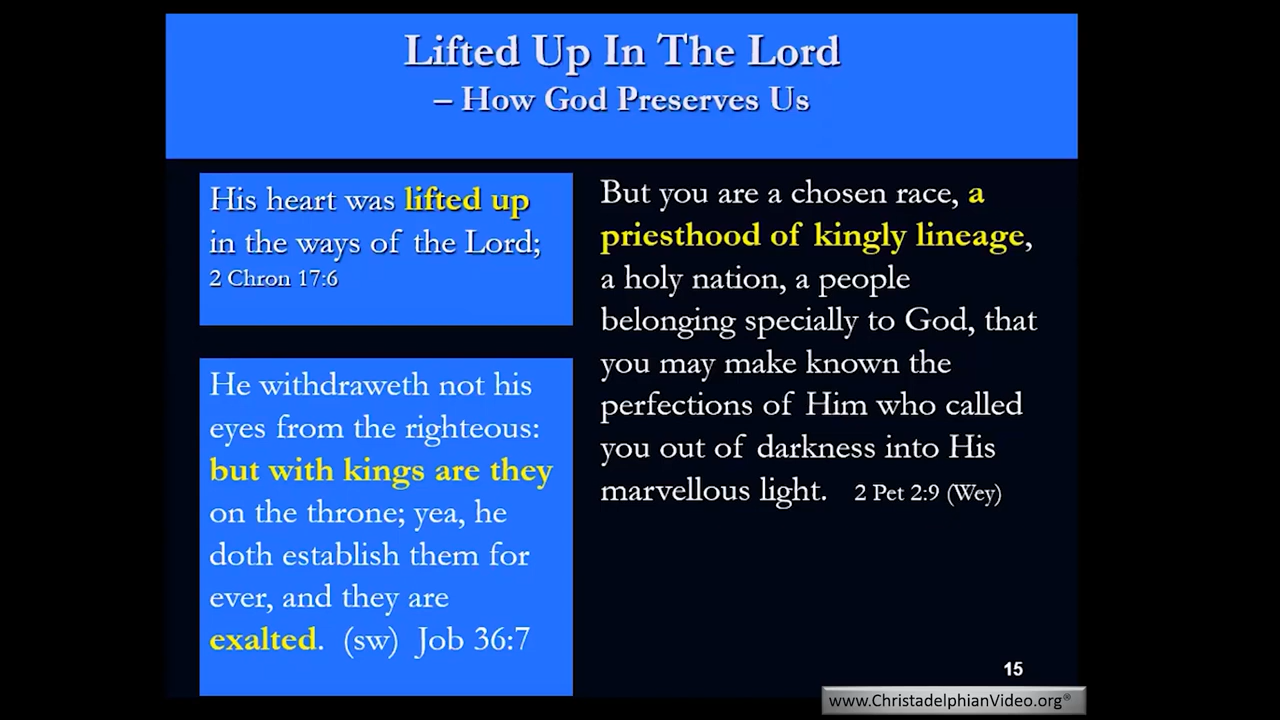 Lifted Up In The Lord
– How God Preserves Us
His heart was lifted up
in the ways of the Lord;
2 Chron 17:6
He withdraweth not his
eyes from the righteous:
but with kings are they
on the throne; yea, he
doth establish them for
ever, and they are
exalted. (sw) Job 36:7
But you are a chosen race, a
priesthood of kingly lineage,
a holy nation, a people
belonging specially to God, that
you may make known the
perfections of Him who called
you out of darkness into His
marvellous light. 2 Pet 2:9 (Wey)
15
www.ChristadelphianVideo.org®